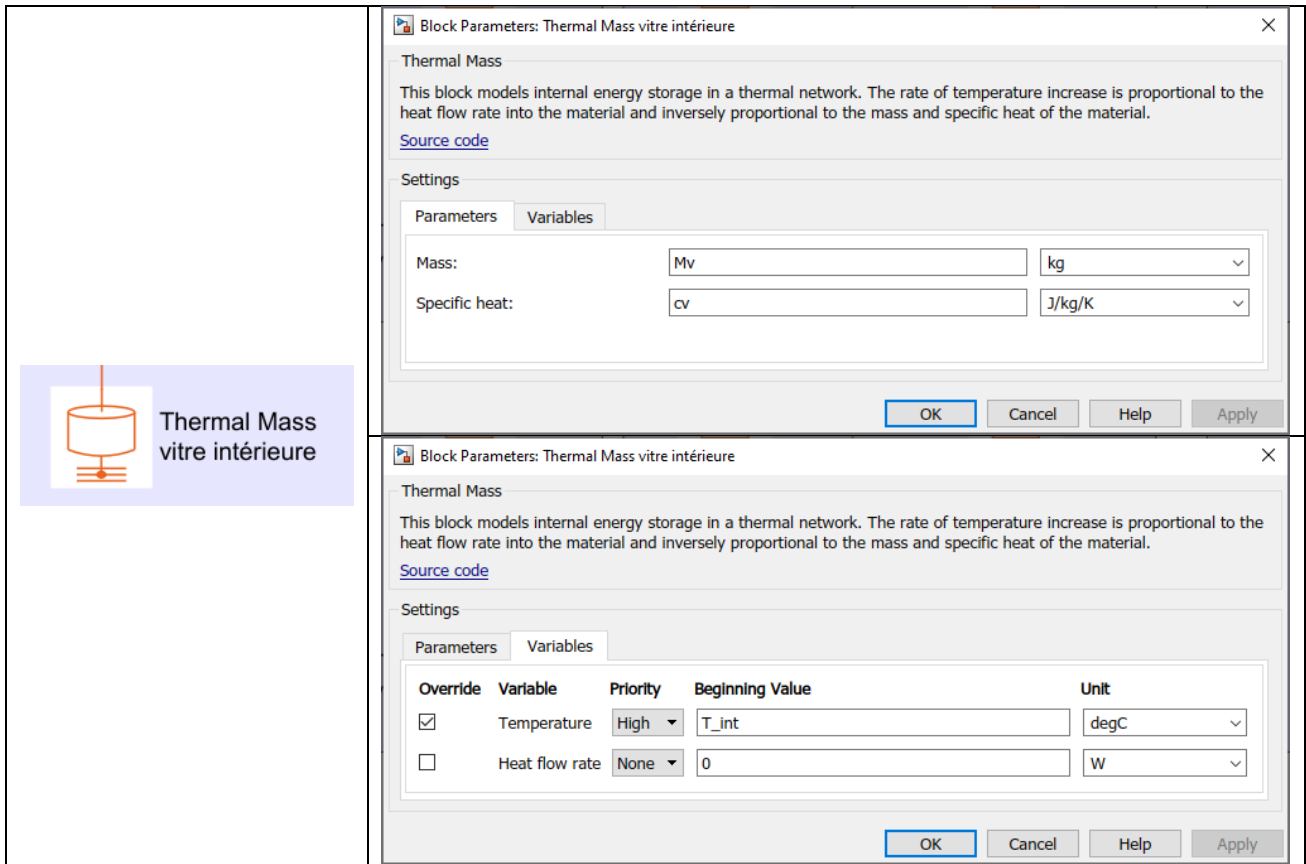 Thermal Mass
vitre intérieure
Block Parameters: Thermal Mass vitre intérieure
Thermal Mass
This block models internal energy storage in a thermal network. The rate of temperature increase is proportional to the
heat flow rate into the material and inversely proportional to the mass and specific heat of the material.
Source code
Settings
Parameters Variables
Mass: Mv kg
Specific heat: cv J/kg/K
OK Cancel Help Apply
Block Parameters: Thermal Mass vitre intérieure
Thermal Mass
This block models internal energy storage in a thermal network. The rate of temperature increase is proportional to the
heat flow rate into the material and inversely proportional to the mass and specific heat of the material.
Source code
Settings
Parameters Variables
Override Variable Priority Beginning Value Unit
Temperature High T_int degC
Heat flow rate None 0 W
OK Cancel Help Apply